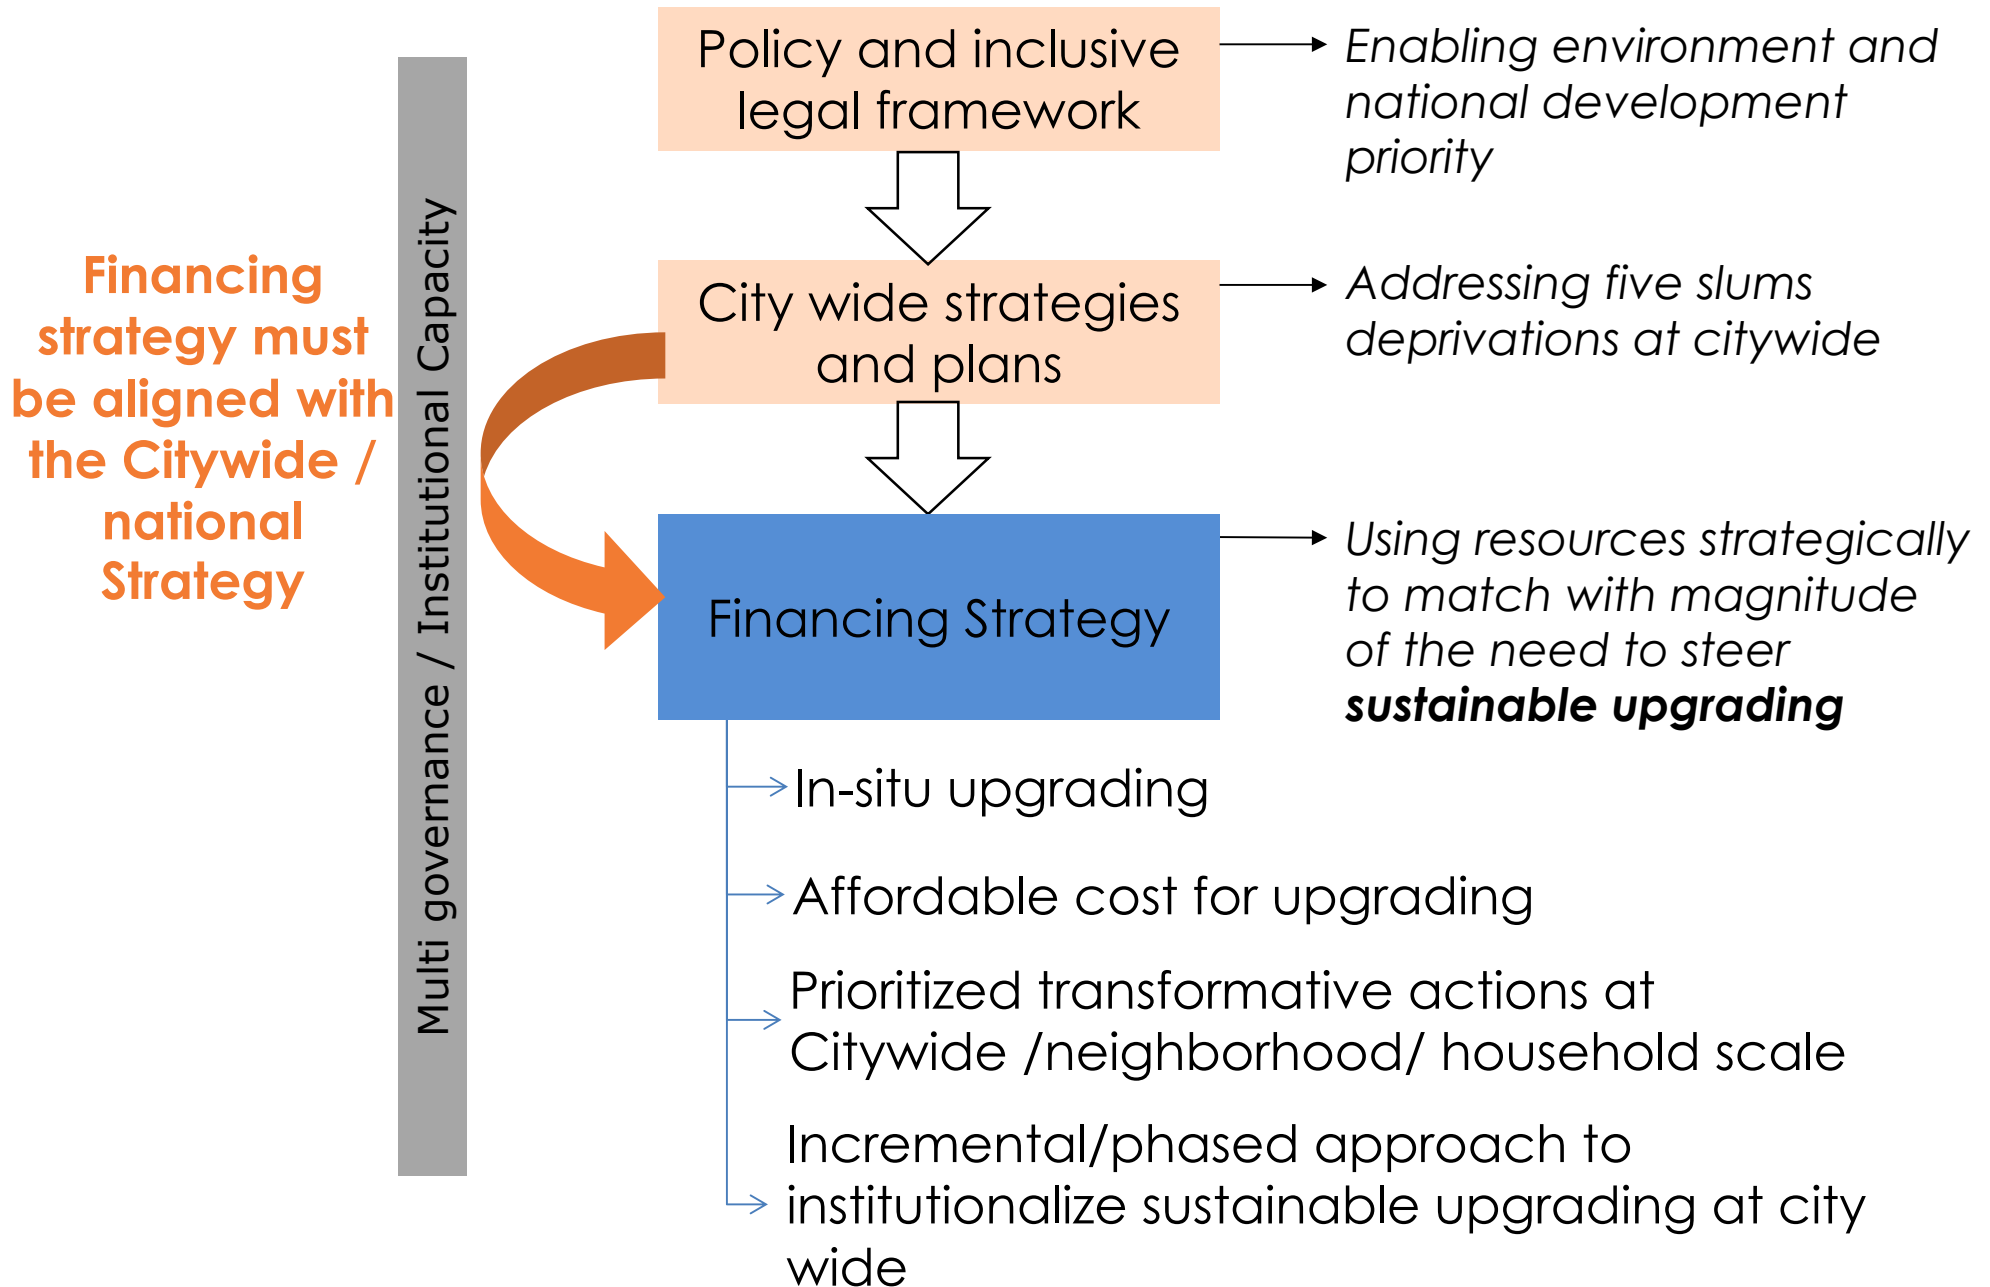 Policy and inclusive
legal framework
Enabling environment and
national development
priority
Financing
strategy must
be aligned with
the Citywide /
national
Strategy
Multi governance / Institutional Capacity
City wide strategies
and plans
Addressing five slums
deprivations at citywide
Financing Strategy
Using resources strategically
to match with magnitude
of the need to steer
sustainable upgrading
In-situ upgrading
Affordable cost for upgrading
Prioritized transformative actions at
Citywide /neighborhood/ household scale
Incremental/phased approach to
institutionalize sustainable upgrading at city
wide